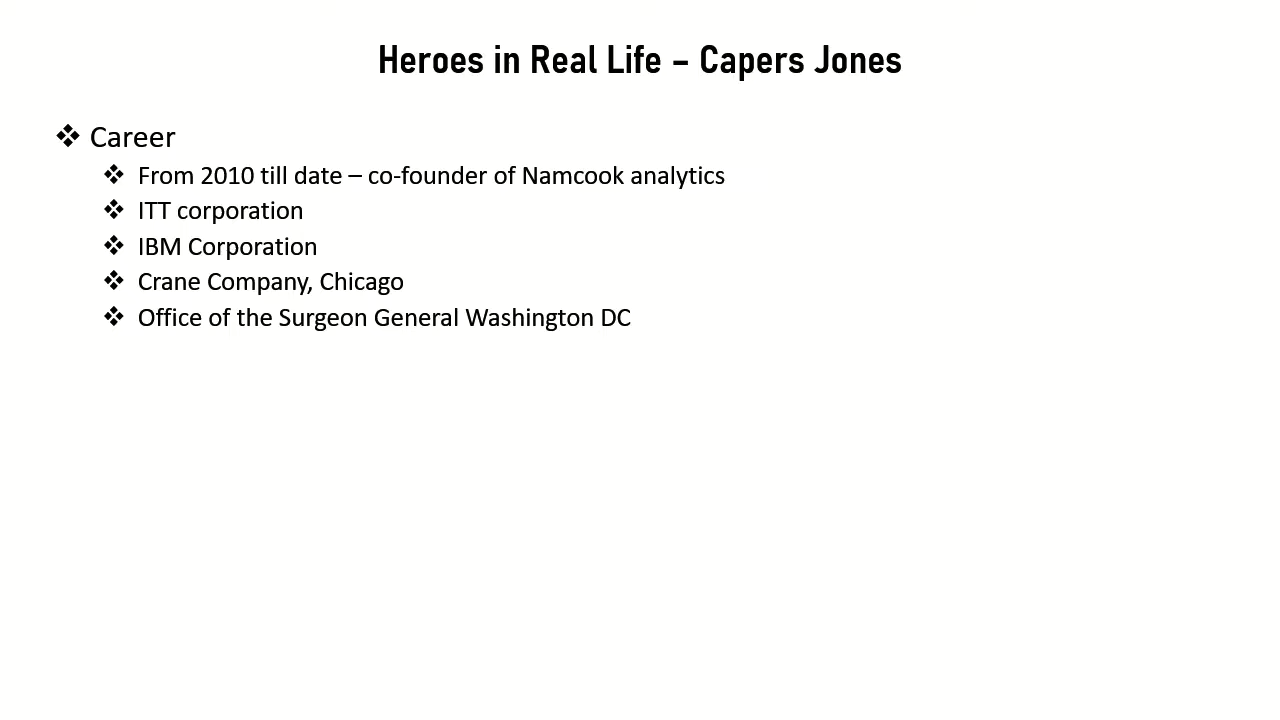 Heroes in Real Life – Capers Jones
❖ Career
❖ From 2010 till date – co-founder of Namcook analytics
❖ ITT corporation
❖ IBM Corporation
❖ Crane Company, Chicago
❖ Office of the Surgeon General Washington DC